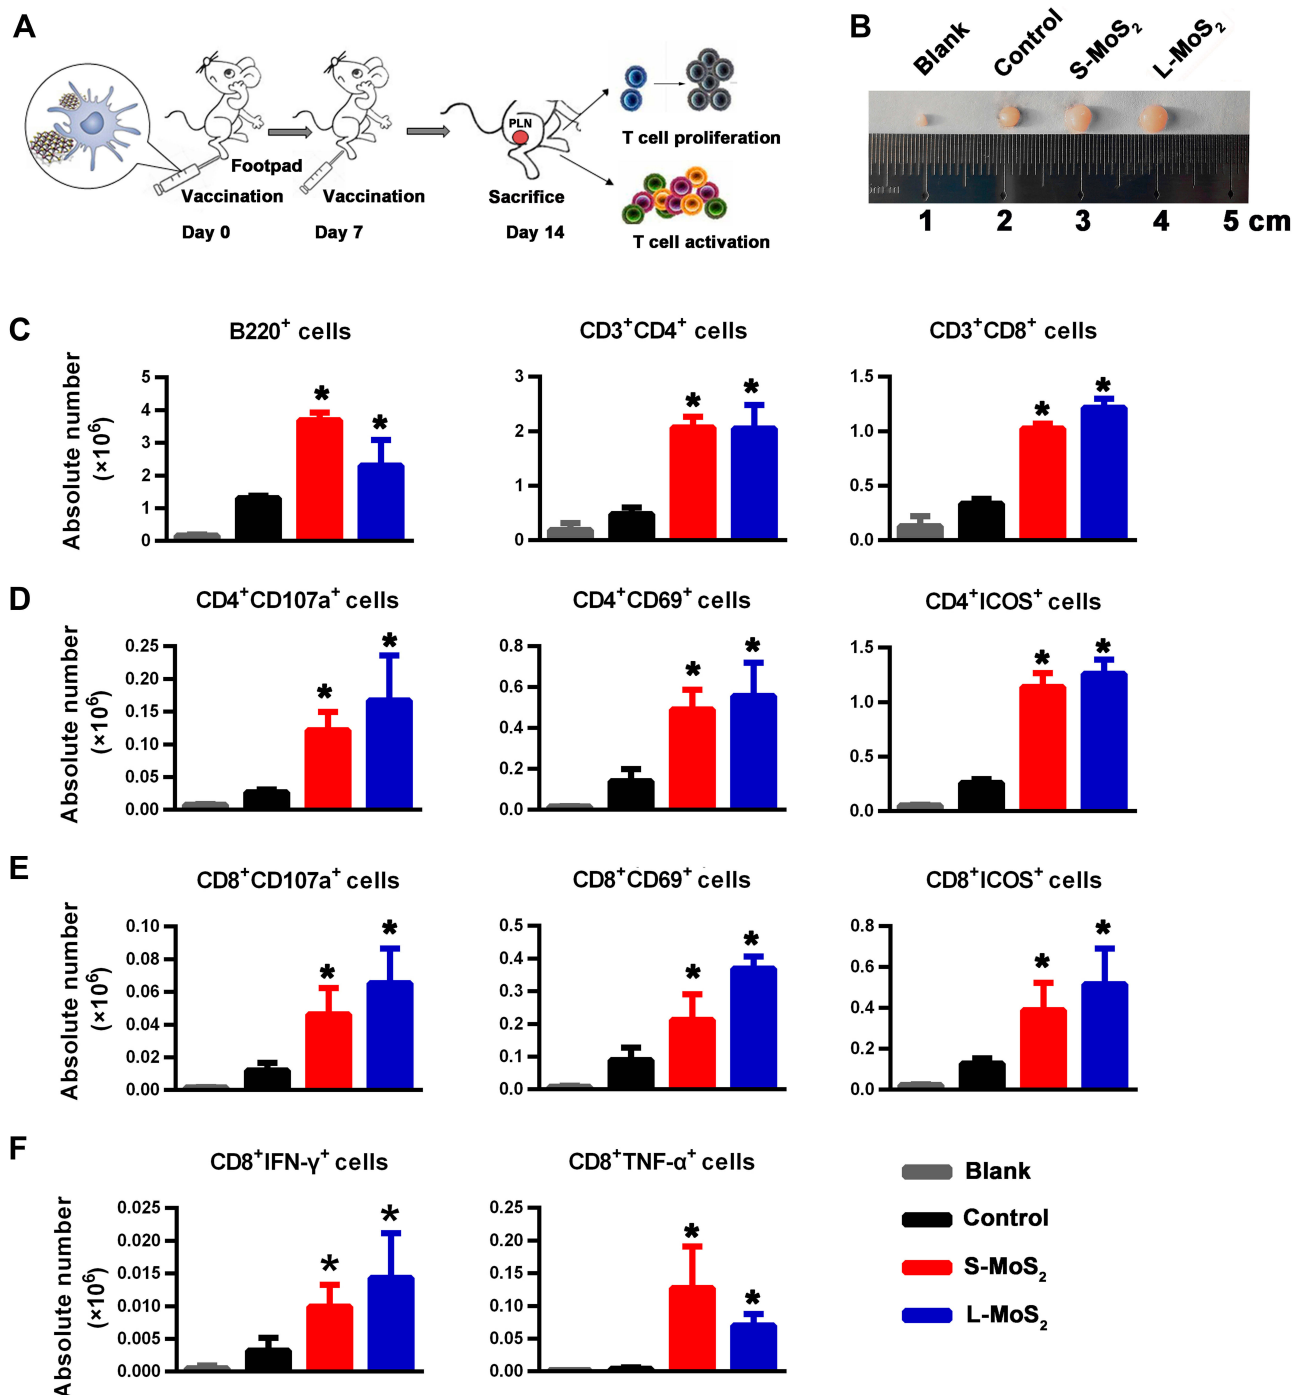 A
PLN
Footpad
Vaccination
Vaccination
Sacrifice
Day 0
Day 7
Day 14
T cell proliferation
T cell activation
B
Blank
Control
S-MoS₂
L-MoS₂
1 2 3 4 5 cm
C
B220⁺ cells
CD3⁺CD4⁺ cells
CD3⁺CD8⁺ cells
Absolute number
(×10⁶)
5
4
3
2
1
0
*
*
3
2
1
0
*
*
1.5
1.0
0.5
0.0
*
*
D
CD4⁺CD107a⁺ cells
CD4⁺CD69⁺ cells
CD4⁺ICOS⁺ cells
Absolute number
(×10⁶)
0.25
0.20
0.15
0.10
0.05
0.00
*
*
0.8
0.6
0.4
0.2
0.0
*
*
1.5
1.0
0.5
0.0
*
*
E
CD8⁺CD107a⁺ cells
CD8⁺CD69⁺ cells
CD8⁺ICOS⁺ cells
Absolute number
(×10⁶)
0.10
0.08
0.06
0.04
0.02
0.00
*
*
0.5
0.4
0.3
0.2
0.1
0.0
*
*
0.8
0.6
0.4
0.2
0.0
*
*
F
CD8⁺IFN-γ⁺ cells
CD8⁺TNF-α⁺ cells
Absolute number
(×10⁶)
0.025
0.020
0.015
0.010
0.005
0.000
*
*
0.25
0.20
0.15
0.10
0.05
0.00
*
*
Blank
Control
S-MoS₂
L-MoS₂